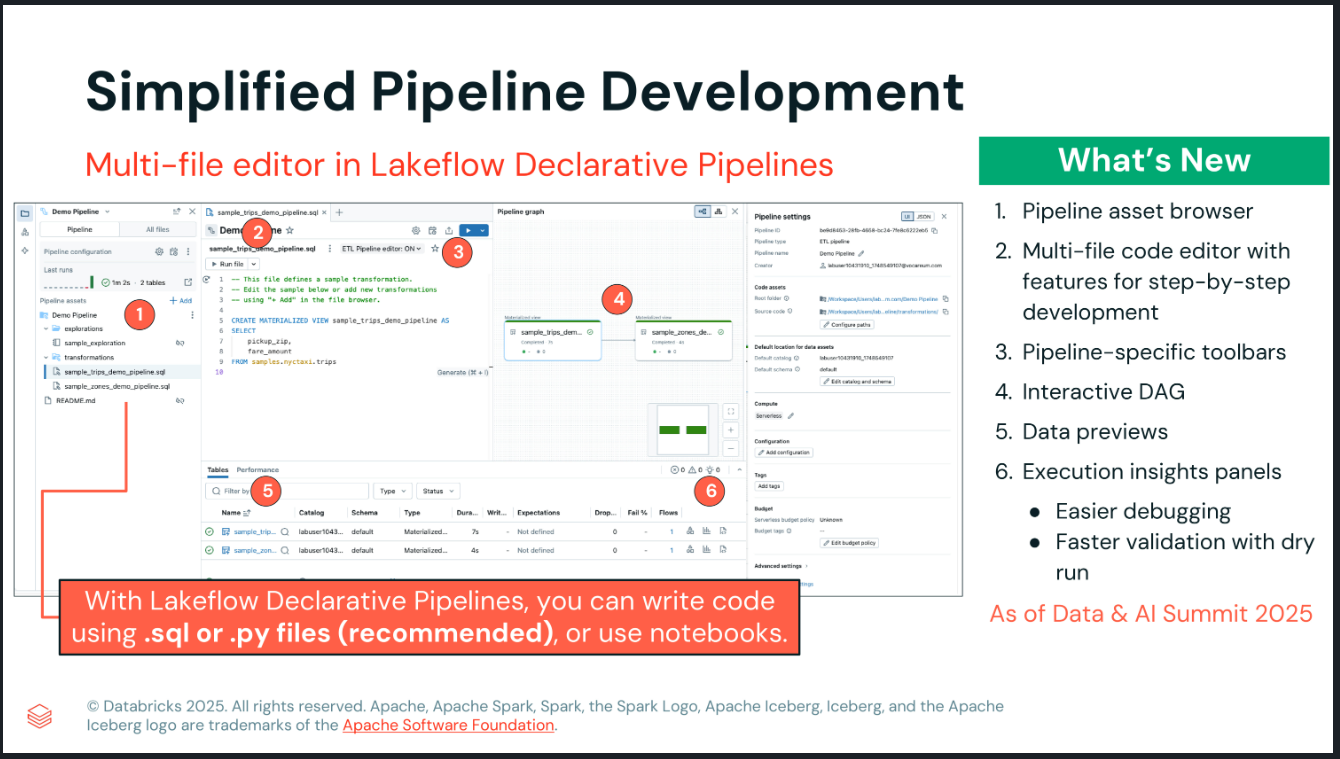 Simplified Pipeline Development
Multi-file editor in Lakeflow Declarative Pipelines
Demo Pipeline
Pipeline
All files
Pipeline configuration
Last runs
1m 2s · 2 tables
Pipeline assets
+ Add
1
Demo Pipeline
explorations
sample_exploration
transformations
sample_trips_demo_pipeline.sql
sample_zones_demo_pipeline.sql
README.md
sample_trips_demo_pipeline.sql
2
sample_trips_demo_pipeline.sql
ETL Pipeline editor: ON
3
Run file
1 -- This file defines a sample transformation.
2 -- Edit the sample below or add new transformations
3 -- using "+ Add" in the file browser.
4
5 CREATE MATERIALIZED VIEW sample_trips_demo_pipeline AS
6 SELECT
7 pickup_zip,
8 fare_amount
9 FROM samples.nyctaxi.trips
10
Generate (⌘ + I)
Pipeline graph
4
Materialized view
sample_trips_dem...
Completed · 7s
Materialized view
sample_zones_de...
Completed · 4s
Pipeline settings
UI JSON
Pipeline ID
Pipeline type ETL pipeline
Pipeline name Demo Pipeline
Creator
Code assets
Root folder
Source code
Configure paths
Default location for data assets
Default catalog
Default schema default
Edit catalog and schema
Compute
Serverless
Configuration
Add configuration
Tags
Add tags
Budget
Serverless budget policy Unknown
Budget tags --
Edit budget policy
Advanced settings
Tables Performance
0 0 0
Filter by
5
Type
Status
6
Name Catalog Schema Type Dura... Writ... Expectations Drop... Fail % Flows
sample_trip... labuser1043... default Materialized... 7s - Not defined 0 - 1
sample_zon... labuser1043... default Materialized... 4s - Not defined 0 - 1
With Lakeflow Declarative Pipelines, you can write code
using .sql or .py files (recommended), or use notebooks.
What's New
1. Pipeline asset browser
2. Multi-file code editor with
features for step-by-step
development
3. Pipeline-specific toolbars
4. Interactive DAG
5. Data previews
6. Execution insights panels
● Easier debugging
● Faster validation with dry
run
As of Data & AI Summit 2025
© Databricks 2025. All rights reserved. Apache, Apache Spark, Spark, the Spark Logo, Apache Iceberg, Iceberg, and the Apache
Iceberg logo are trademarks of the Apache Software Foundation.